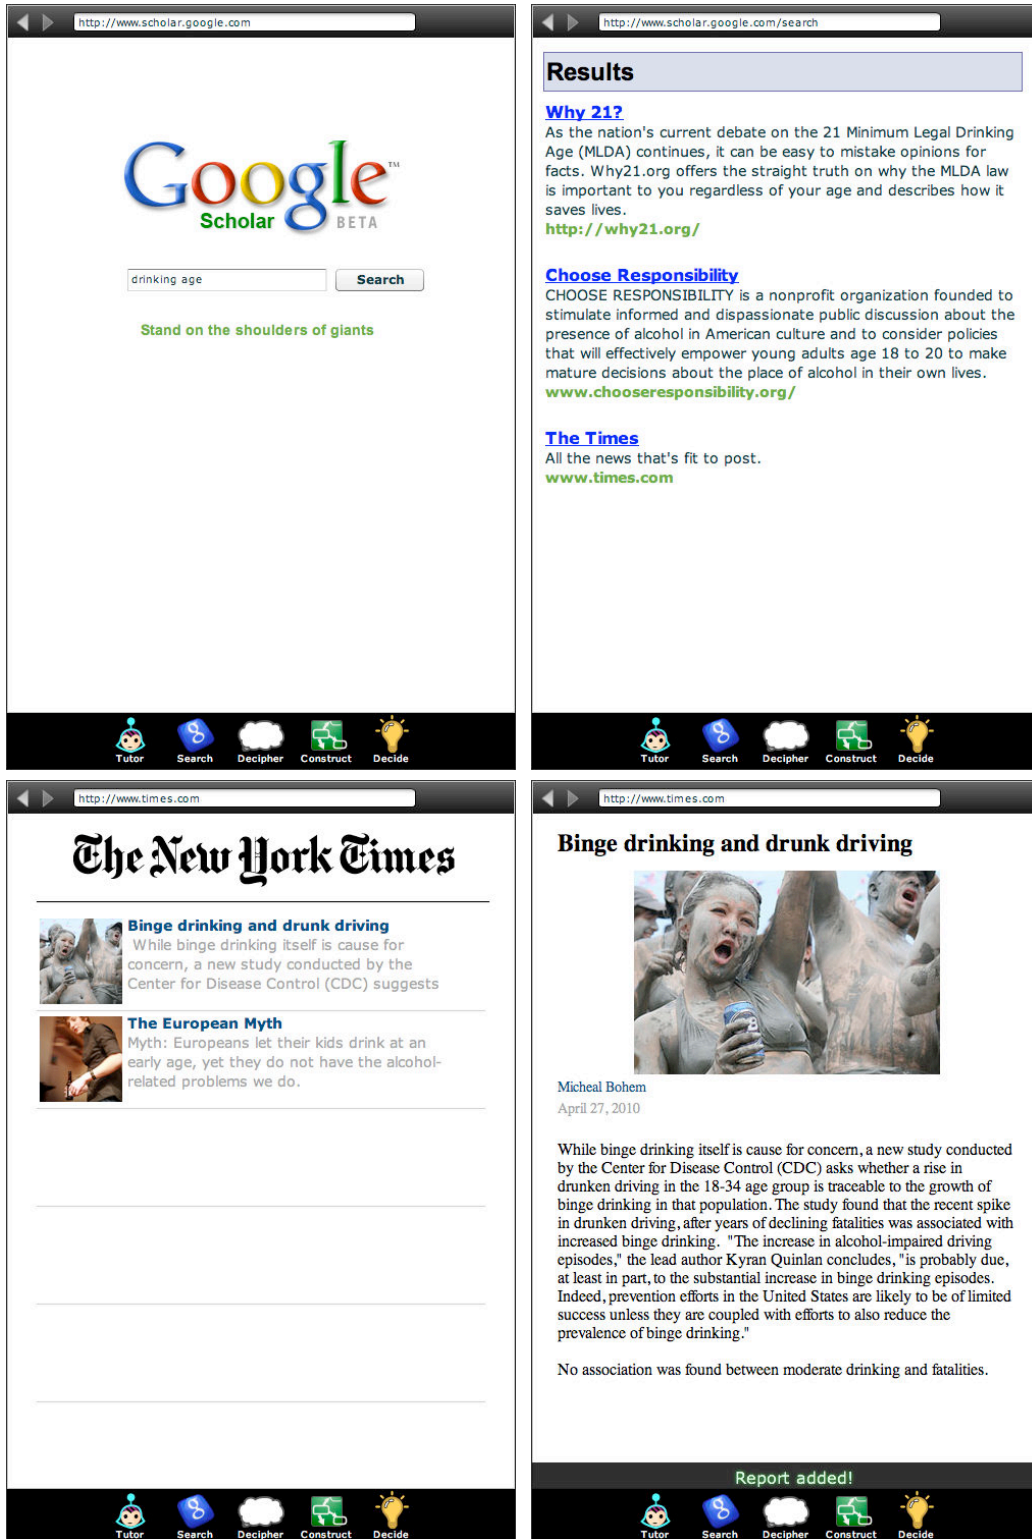 http://www.scholar.google.com
Google™
Scholar BETA
drinking age
Search
Stand on the shoulders of giants
Tutor Search Decipher Construct Decide
http://www.scholar.google.com/search
Results
Why 21?
As the nation's current debate on the 21 Minimum Legal Drinking
Age (MLDA) continues, it can be easy to mistake opinions for
facts. Why21.org offers the straight truth on why the MLDA law
is important to you regardless of your age and describes how it
saves lives.
http://why21.org/
Choose Responsibility
CHOOSE RESPONSIBILITY is a nonprofit organization founded to
stimulate informed and dispassionate public discussion about the
presence of alcohol in American culture and to consider policies
that will effectively empower young adults age 18 to 20 to make
mature decisions about the place of alcohol in their own lives.
www.chooseresponsibility.org/
The Times
All the news that's fit to post.
www.times.com
Tutor Search Decipher Construct Decide
http://www.times.com
The New York Times
Binge drinking and drunk driving
While binge drinking itself is cause for
concern, a new study conducted by the
Center for Disease Control (CDC) suggests
The European Myth
Myth: Europeans let their kids drink at an
early age, yet they do not have the alcohol-
related problems we do.
Tutor Search Decipher Construct Decide
http://www.times.com
Binge drinking and drunk driving
Micheal Bohem
April 27, 2010
While binge drinking itself is cause for concern, a new study conducted
by the Center for Disease Control (CDC) asks whether a rise in
drunken driving in the 18-34 age group is traceable to the growth of
binge drinking in that population. The study found that the recent spike
in drunken driving, after years of declining fatalities was associated with
increased binge drinking. "The increase in alcohol-impaired driving
episodes," the lead author Kyran Quinlan concludes, "is probably due,
at least in part, to the substantial increase in binge drinking episodes.
Indeed, prevention efforts in the United States are likely to be of limited
success unless they are coupled with efforts to also reduce the
prevalence of binge drinking."
No association was found between moderate drinking and fatalities.
Report added!
Tutor Search Decipher Construct Decide